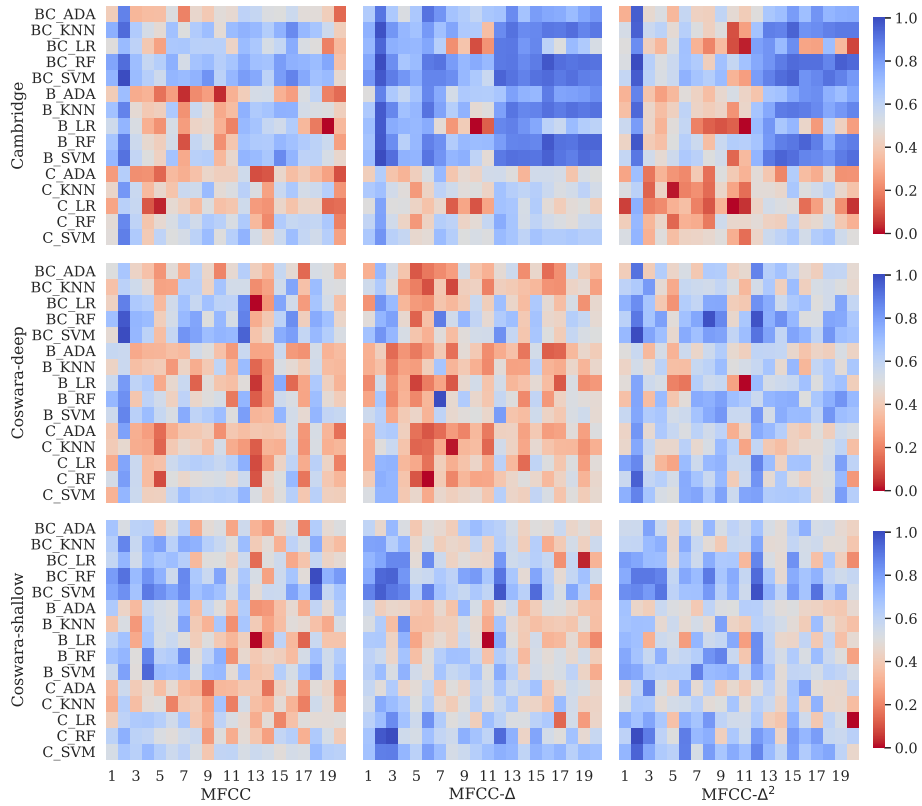 Cambridge
BC_ADA
BC_KNN
BC_LR
BC_RF
BC_SVM
B_ADA
B_KNN
B_LR
B_RF
B_SVM
C_ADA
C_KNN
C_LR
C_RF
C_SVM
1.0
0.8
0.6
0.4
0.2
0.0
Coswara-deep
BC_ADA
BC_KNN
BC_LR
BC_RF
BC_SVM
B_ADA
B_KNN
B_LR
B_RF
B_SVM
C_ADA
C_KNN
C_LR
C_RF
C_SVM
1.0
0.8
0.6
0.4
0.2
0.0
Coswara-shallow
BC_ADA
BC_KNN
BC_LR
BC_RF
BC_SVM
B_ADA
B_KNN
B_LR
B_RF
B_SVM
C_ADA
C_KNN
C_LR
C_RF
C_SVM
1.0
0.8
0.6
0.4
0.2
0.0
1 3 5 7 9 11 13 15 17 19
MFCC
1 3 5 7 9 11 13 15 17 19
MFCC-Δ
1 3 5 7 9 11 13 15 17 19
MFCC-Δ²